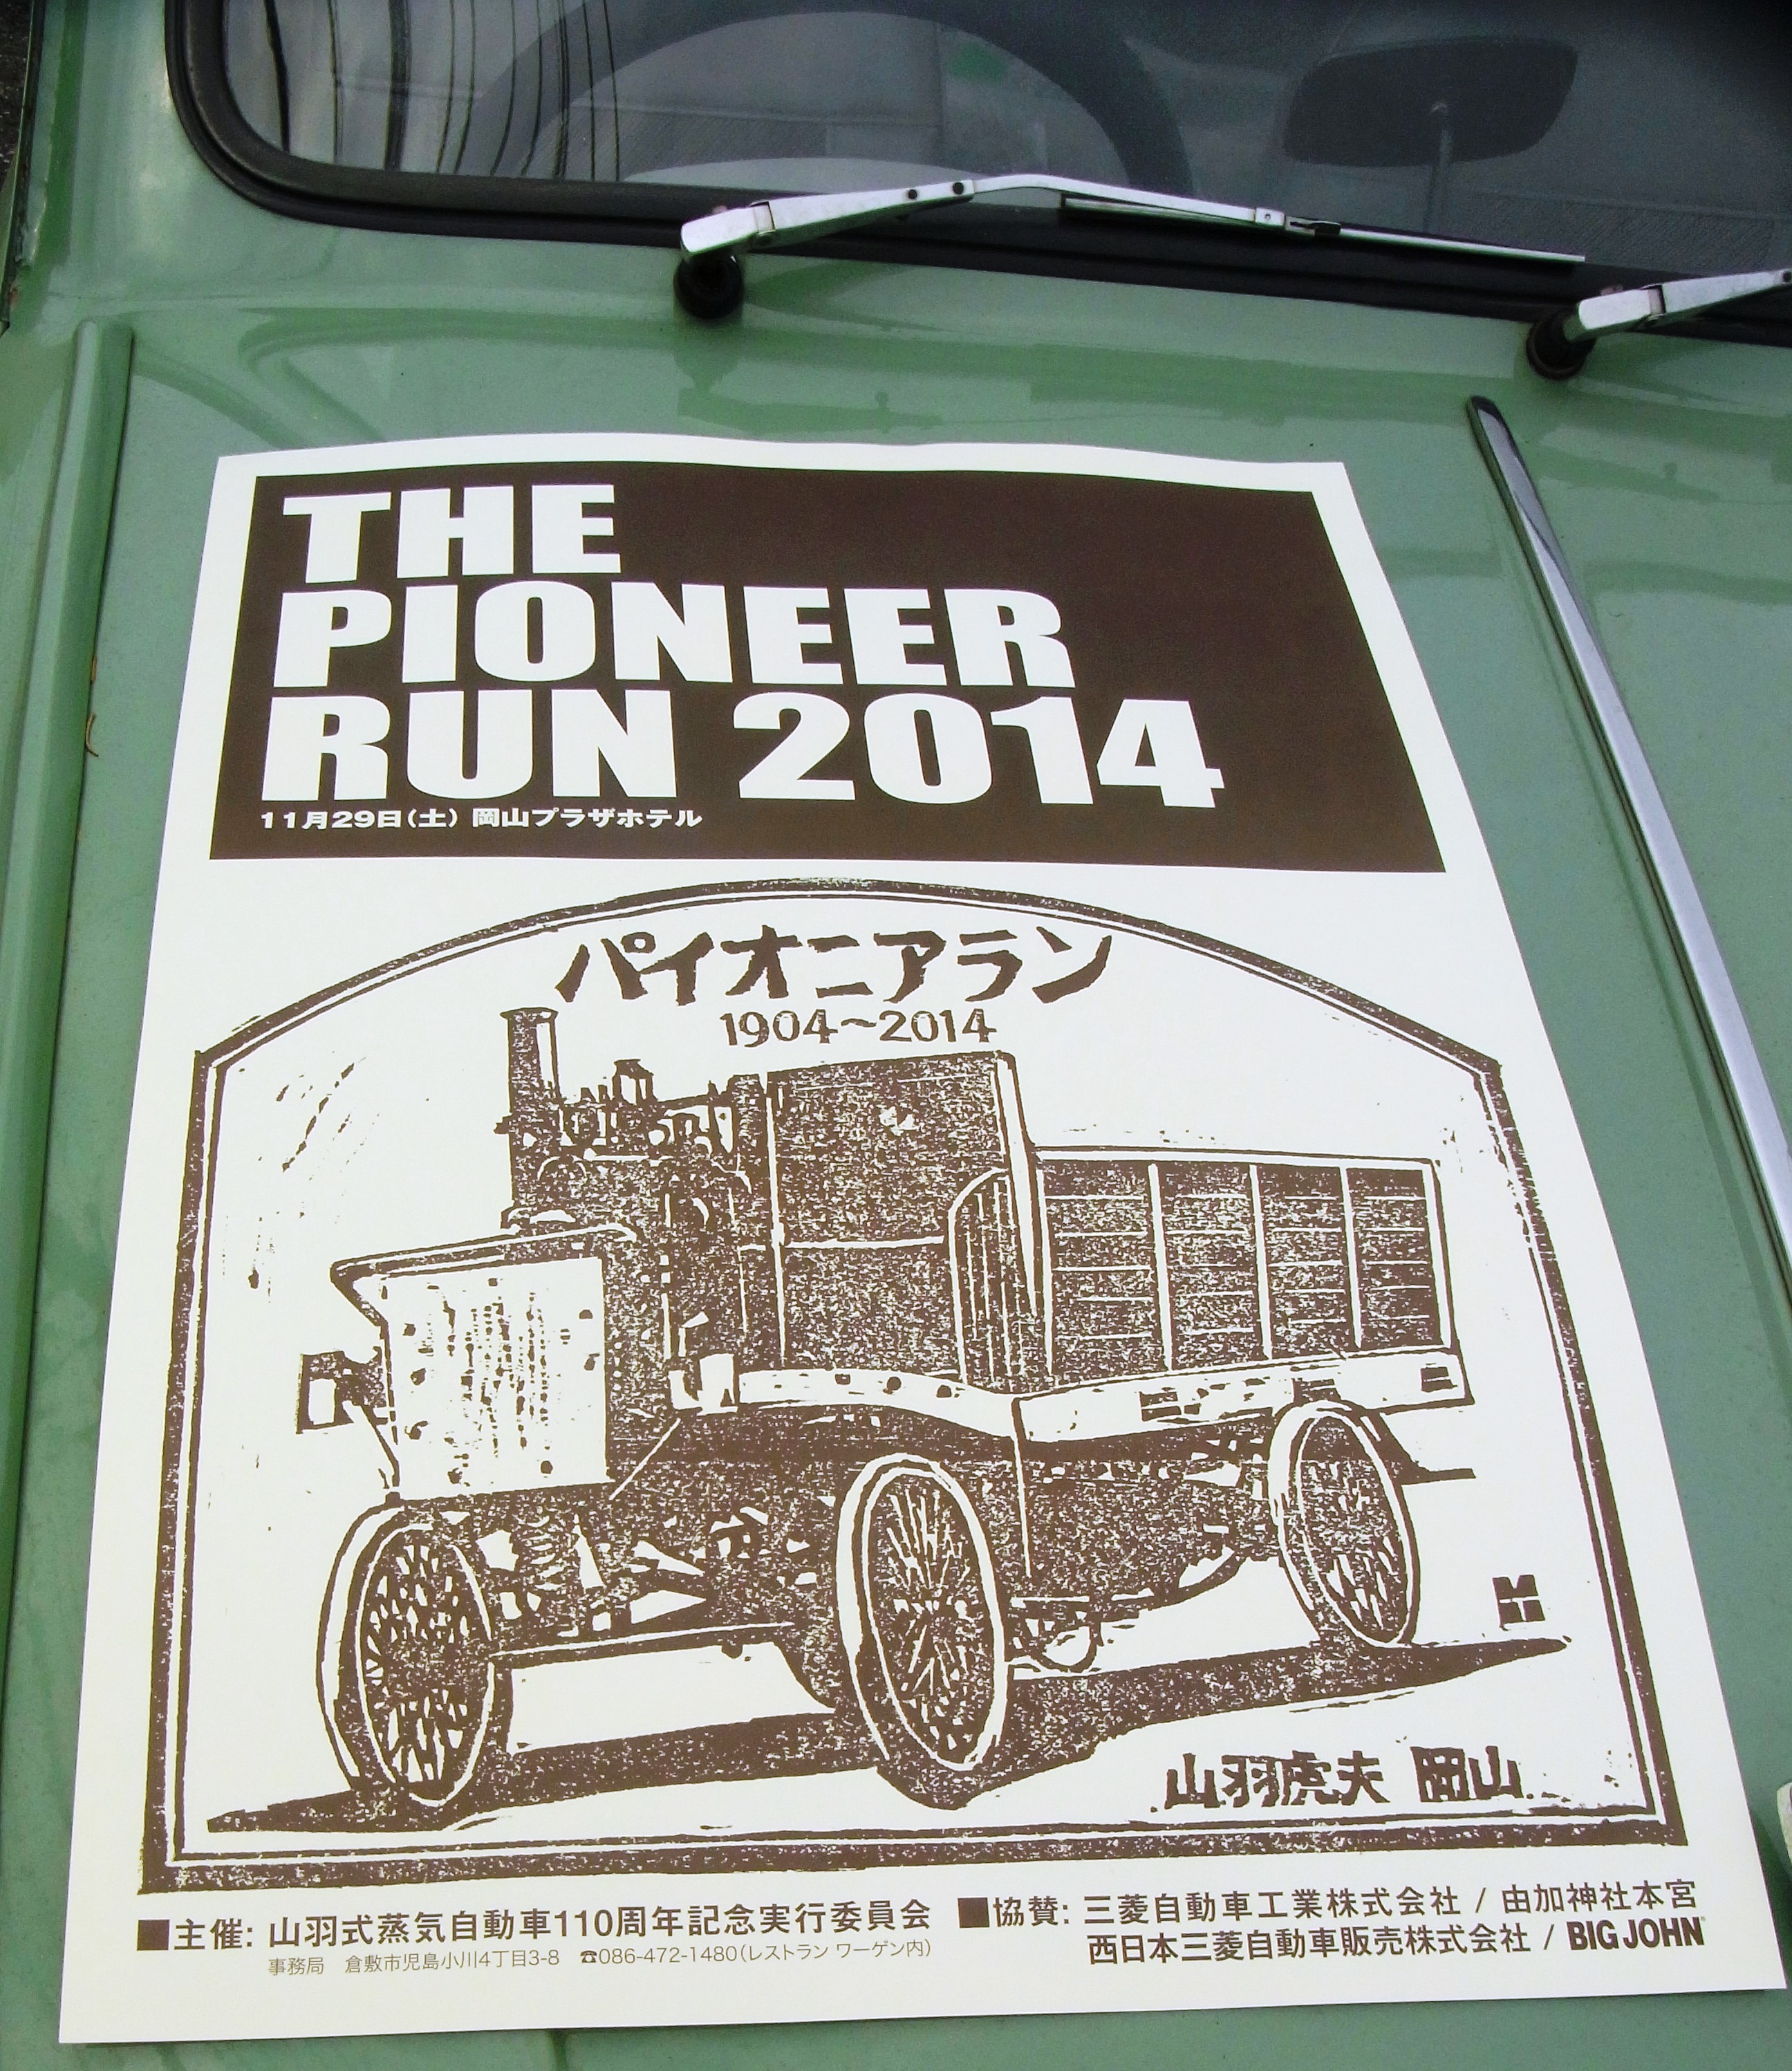 THE
PIONEER
RUN 2014
11月29日(土) 岡山プラザホテル
パイオニアラン
1904~2014
山羽虎夫 岡山
■主催: 山羽式蒸気自動車110周年記念実行委員会
事務局 倉敷市児島小川4丁目3-8 ☎086-472-1480(レストラン ワーゲン内)
■協賛: 三菱自動車工業株式会社 / 由加神社本宮
西日本三菱自動車販売株式会社 / BIG JOHN